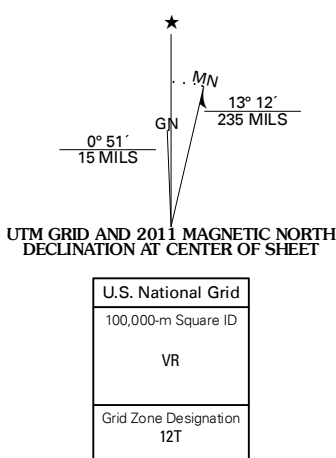 ★
MN
GN
13° 12´
235 MILS
0° 51´
15 MILS
UTM GRID AND 2011 MAGNETIC NORTH
DECLINATION AT CENTER OF SHEET
U.S. National Grid
100,000-m Square ID
VR
Grid Zone Designation
12T